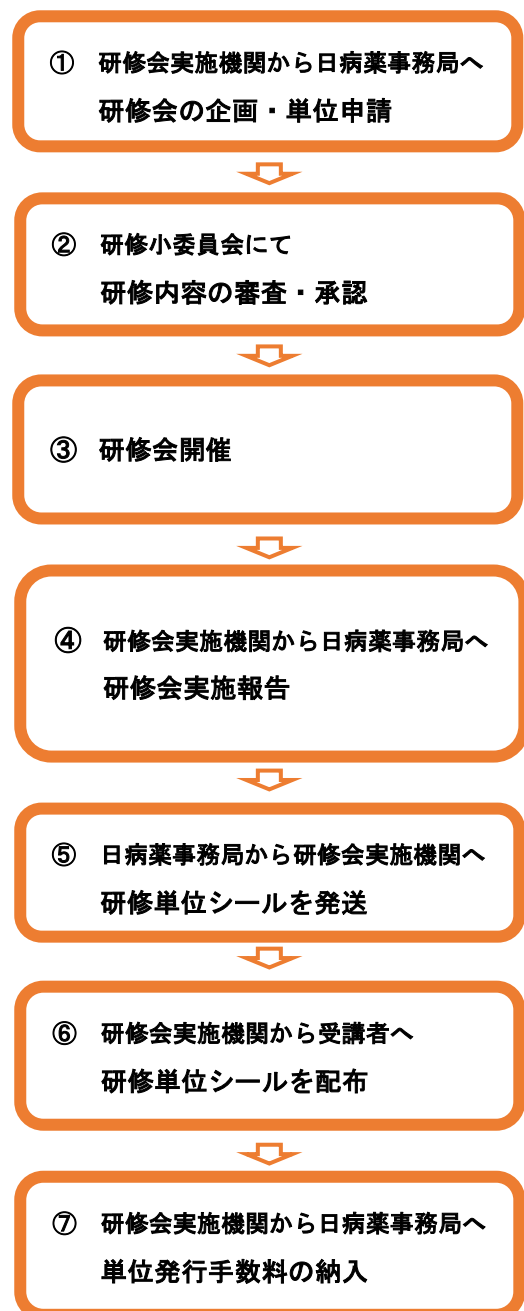 ① 研修会実施機関から日病薬事務局へ
研修会の企画・単位申請
② 研修小委員会にて
研修内容の審査・承認
③ 研修会開催
④ 研修会実施機関から日病薬事務局へ
研修会実施報告
⑤ 日病薬事務局から研修会実施機関へ
研修単位シールを発送
⑥ 研修会実施機関から受講者へ
研修単位シールを配布
⑦ 研修会実施機関から日病薬事務局へ
単位発行手数料の納入